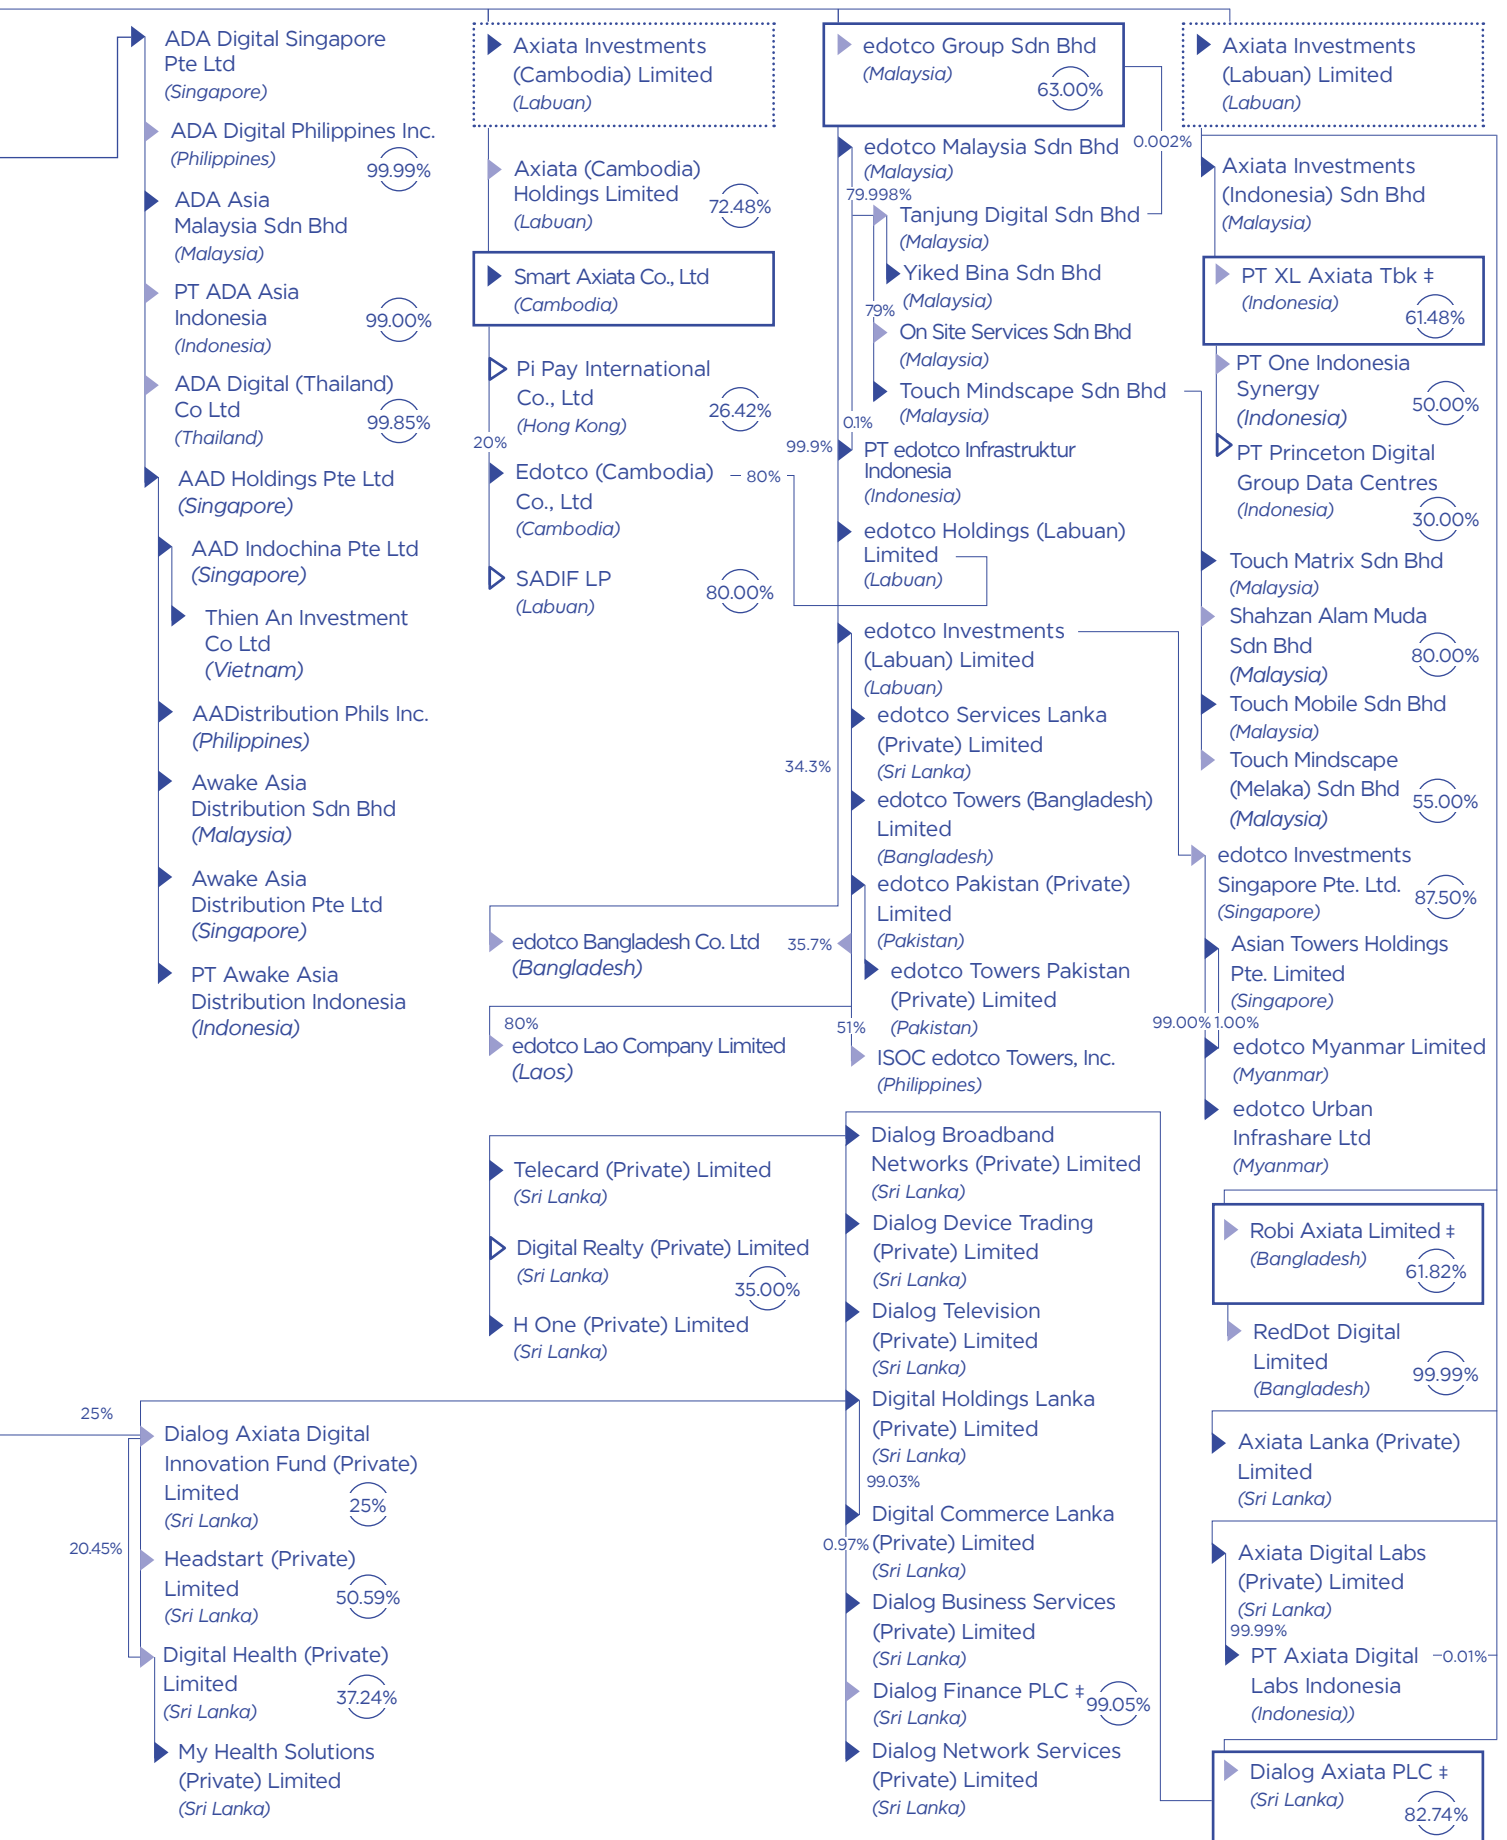 ADA Digital Singapore
Pte Ltd
(Singapore)
ADA Digital Philippines Inc.
(Philippines)
99.99%
ADA Asia
Malaysia Sdn Bhd
(Malaysia)
PT ADA Asia
Indonesia
(Indonesia)
99.00%
ADA Digital (Thailand)
Co Ltd
(Thailand)
99.85%
AAD Holdings Pte Ltd
(Singapore)
AAD Indochina Pte Ltd
(Singapore)
Thien An Investment
Co Ltd
(Vietnam)
AADistribution Phils Inc.
(Philippines)
Awake Asia
Distribution Sdn Bhd
(Malaysia)
Awake Asia
Distribution Pte Ltd
(Singapore)
PT Awake Asia
Distribution Indonesia
(Indonesia)
25%
Dialog Axiata Digital
Innovation Fund (Private)
Limited
(Sri Lanka)
25%
20.45%
Headstart (Private)
Limited
(Sri Lanka)
50.59%
Digital Health (Private)
Limited
(Sri Lanka)
37.24%
My Health Solutions
(Private) Limited
(Sri Lanka)
Axiata Investments
(Cambodia) Limited
(Labuan)
Axiata (Cambodia)
Holdings Limited
(Labuan)
72.48%
Smart Axiata Co., Ltd
(Cambodia)
Pi Pay International
Co., Ltd
(Hong Kong)
26.42%
20%
Edotco (Cambodia)
Co., Ltd
(Cambodia)
80%
SADIF LP
(Labuan)
80.00%
edotco Bangladesh Co. Ltd
(Bangladesh)
35.7%
80%
edotco Lao Company Limited
(Laos)
Telecard (Private) Limited
(Sri Lanka)
Digital Realty (Private) Limited
(Sri Lanka)
35.00%
H One (Private) Limited
(Sri Lanka)
edotco Group Sdn Bhd
(Malaysia)
63.00%
0.002%
edotco Malaysia Sdn Bhd
(Malaysia)
79.998%
Tanjung Digital Sdn Bhd
(Malaysia)
Yiked Bina Sdn Bhd
(Malaysia)
79%
On Site Services Sdn Bhd
(Malaysia)
Touch Mindscape Sdn Bhd
(Malaysia)
0.1%
99.9%
PT edotco Infrastruktur
Indonesia
(Indonesia)
edotco Holdings (Labuan)
Limited
(Labuan)
edotco Investments
(Labuan) Limited
(Labuan)
edotco Services Lanka
(Private) Limited
(Sri Lanka)
34.3%
edotco Towers (Bangladesh)
Limited
(Bangladesh)
edotco Pakistan (Private)
Limited
(Pakistan)
edotco Towers Pakistan
(Private) Limited
(Pakistan)
51%
ISOC edotco Towers, Inc.
(Philippines)
Dialog Broadband
Networks (Private) Limited
(Sri Lanka)
Dialog Device Trading
(Private) Limited
(Sri Lanka)
Dialog Television
(Private) Limited
(Sri Lanka)
Digital Holdings Lanka
(Private) Limited
(Sri Lanka)
99.03%
Digital Commerce Lanka
0.97% (Private) Limited
(Sri Lanka)
Dialog Business Services
(Private) Limited
(Sri Lanka)
Dialog Finance PLC ‡
(Sri Lanka)
99.05%
Dialog Network Services
(Private) Limited
(Sri Lanka)
Axiata Investments
(Labuan) Limited
(Labuan)
Axiata Investments
(Indonesia) Sdn Bhd
(Malaysia)
PT XL Axiata Tbk ‡
(Indonesia)
61.48%
PT One Indonesia
Synergy
(Indonesia)
50.00%
PT Princeton Digital
Group Data Centres
(Indonesia)
30.00%
Touch Matrix Sdn Bhd
(Malaysia)
Shahzan Alam Muda
Sdn Bhd
(Malaysia)
80.00%
Touch Mobile Sdn Bhd
(Malaysia)
Touch Mindscape
(Melaka) Sdn Bhd
(Malaysia)
55.00%
edotco Investments
Singapore Pte. Ltd.
(Singapore)
87.50%
Asian Towers Holdings
Pte. Limited
(Singapore)
99.00% 1.00%
edotco Myanmar Limited
(Myanmar)
edotco Urban
Infrashare Ltd
(Myanmar)
Robi Axiata Limited ‡
(Bangladesh)
61.82%
RedDot Digital
Limited
(Bangladesh)
99.99%
Axiata Lanka (Private)
Limited
(Sri Lanka)
Axiata Digital Labs
(Private) Limited
(Sri Lanka)
99.99%
PT Axiata Digital
Labs Indonesia
(Indonesia))
0.01%
Dialog Axiata PLC ‡
(Sri Lanka)
82.74%